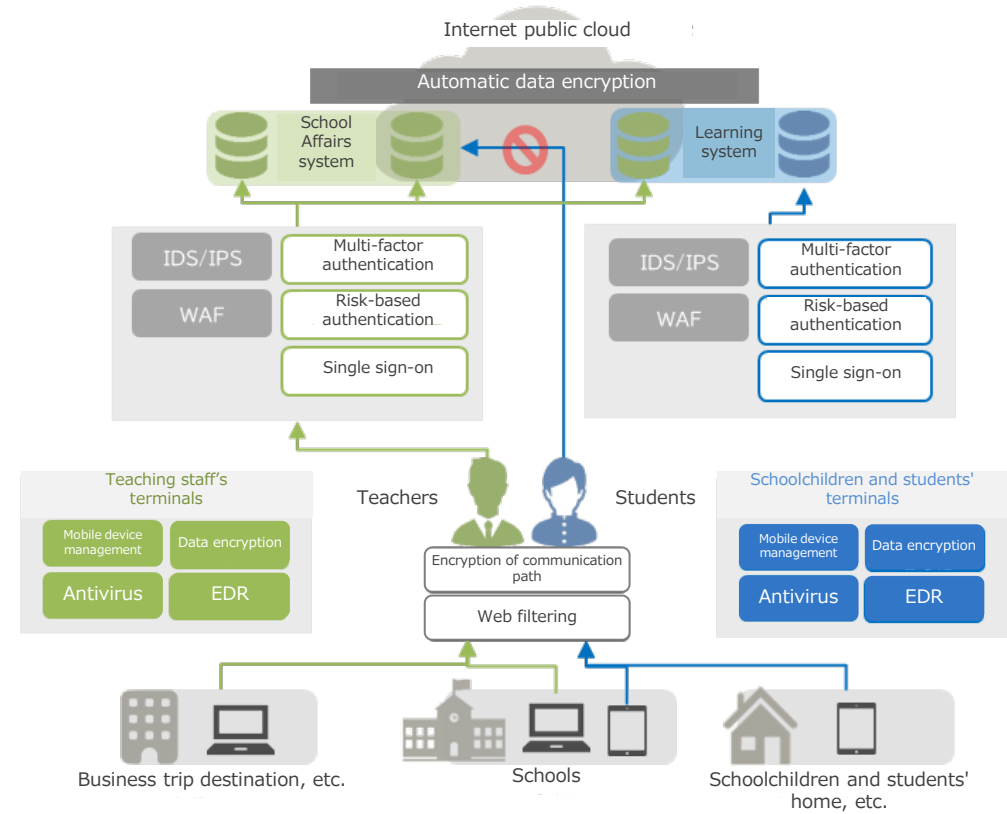 Internet public cloud
Automatic data encryption
School
Affairs
system
Learning
system
IDS/IPS
Multi-factor
authentication
WAF
Risk-based
authentication
Single sign-on
IDS/IPS
Multi-factor
authentication
WAF
Risk-based
authentication
Single sign-on
Teaching staff’s
terminals
Mobile device
management
Data encryption
Antivirus
EDR
Teachers
Students
Encryption of communication
path
Web filtering
Schoolchildren and students'
terminals
Mobile device
management
Data encryption
Antivirus
EDR
Business trip destination, etc.
Schools
Schoolchildren and students'
home, etc.